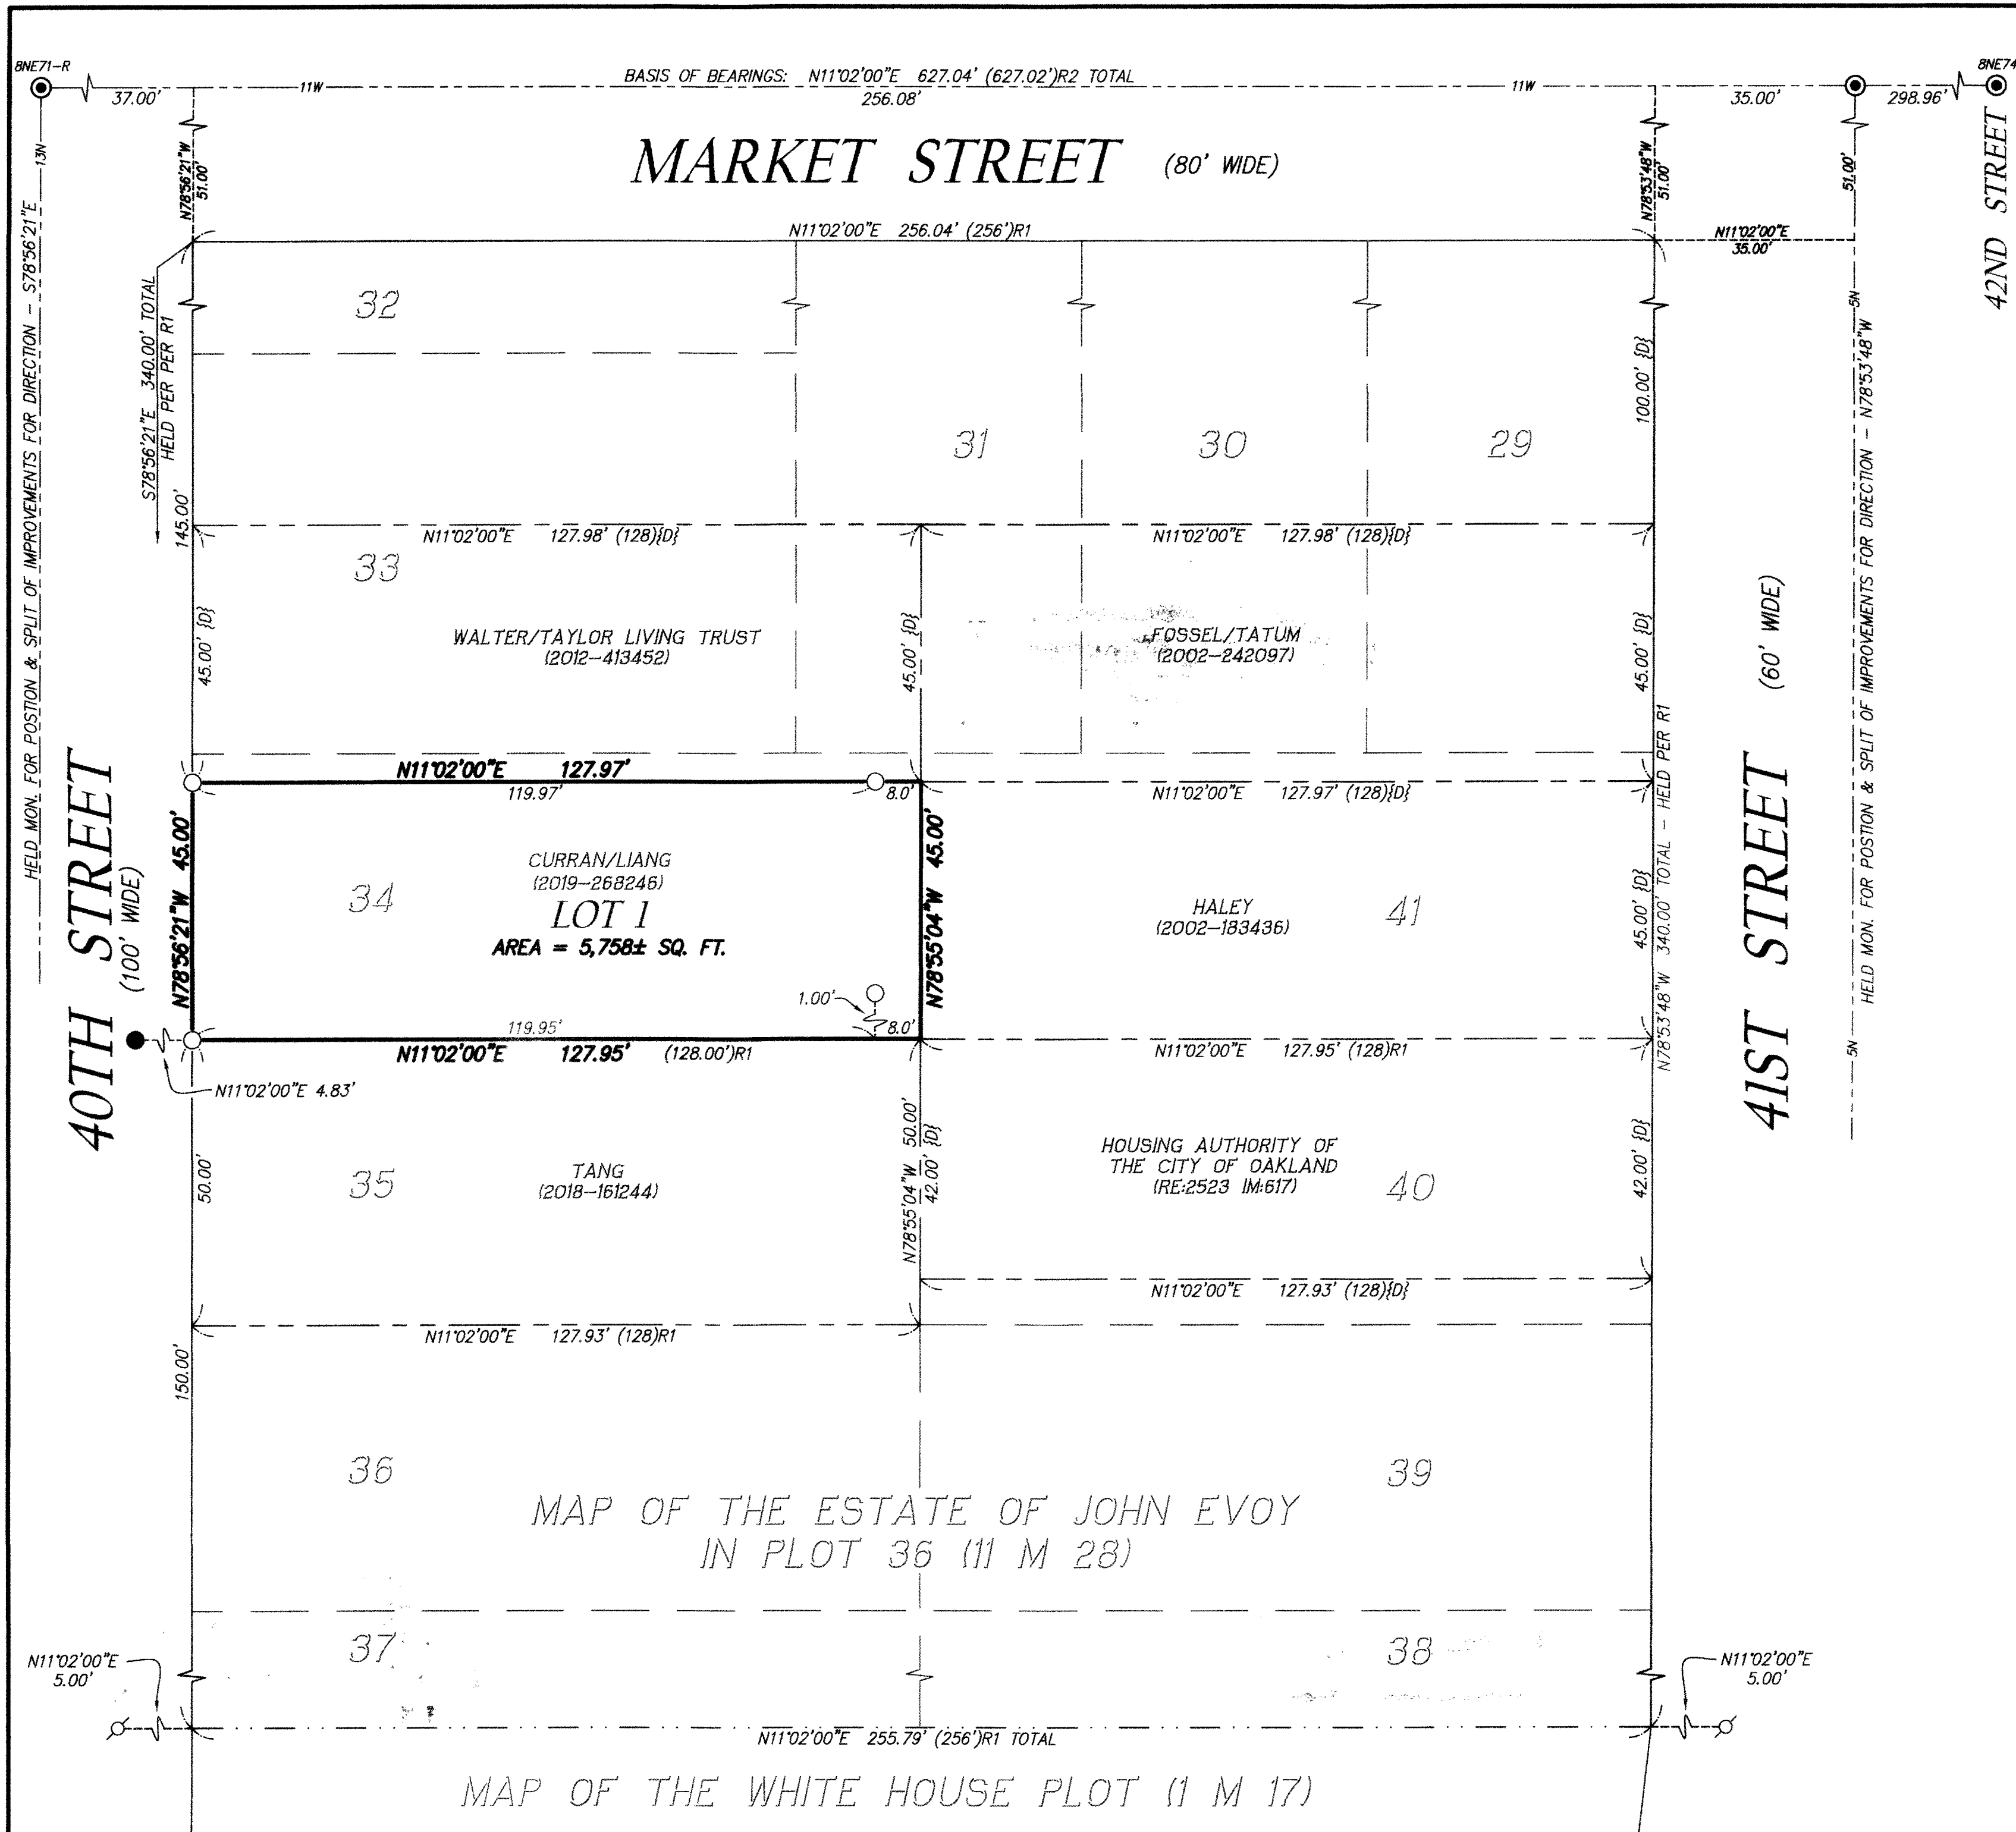 8NE71-R
BASIS OF BEARINGS: N11°02'00"E 627.04' (627.02')R2 TOTAL
8NE74
37.00'
11W
256.08'
11W
35.00'
298.96'
13N
N78°56'21"W
51.00'
MARKET STREET (80' WIDE)
N78°53'48"W
51.00'
51.00'
42ND STREET
N11°02'00"E 256.04' (256')R1
N11°02'00"E
35.00'
HELD MON. FOR POSTION & SPLIT OF IMPROVEMENTS FOR DIRECTION - S78°56'21"E
S78°56'21"E 340.00' TOTAL
HELD PER PER R1
32
5N
100.00' {D}
31
30
29
145.00'
N11°02'00"E 127.98' (128){D}
N11°02'00"E 127.98' (128){D}
33
45.00' {D}
WALTER/TAYLOR LIVING TRUST
(2012-413452)
45.00' {D}
FOSSEL/TATUM
(2002-242097)
45.00' {D}
(60' WIDE)
HELD MON. FOR POSTION & SPLIT OF IMPROVEMENTS FOR DIRECTION - N78°53'48"W
N11°02'00"E 127.97'
119.97'
8.0'
N11°02'00"E 127.97' (128){D}
40TH STREET
(100' WIDE)
N78°56'21"W 45.00'
34
CURRAN/LIANG
(2019-268246)
LOT 1
AREA = 5,758± SQ. FT.
N78°55'04"W 45.00'
HALEY
(2002-183436)
41
45.00' {D}
N78°53'48"W 340.00' TOTAL - HELD PER R1
41ST STREET
1.00'
119.95'
8.0'
N11°02'00"E 127.95' (128.00')R1
N11°02'00"E 127.95' (128)R1
5N
N11°02'00"E 4.83'
50.00'
35
TANG
(2018-161244)
N78°55'04"W 50.00'
42.00' {D}
HOUSING AUTHORITY OF
THE CITY OF OAKLAND
(RE:2523 IM:617)
40
42.00' {D}
N11°02'00"E 127.93' (128){D}
N11°02'00"E 127.93' (128)R1
150.00'
36
39
MAP OF THE ESTATE OF JOHN EVOY
IN PLOT 36 (11 M 28)
37
38
N11°02'00"E
5.00'
N11°02'00"E
5.00'
N11°02'00"E 255.79' (256')R1 TOTAL
MAP OF THE WHITE HOUSE PLOT (1 M 17)